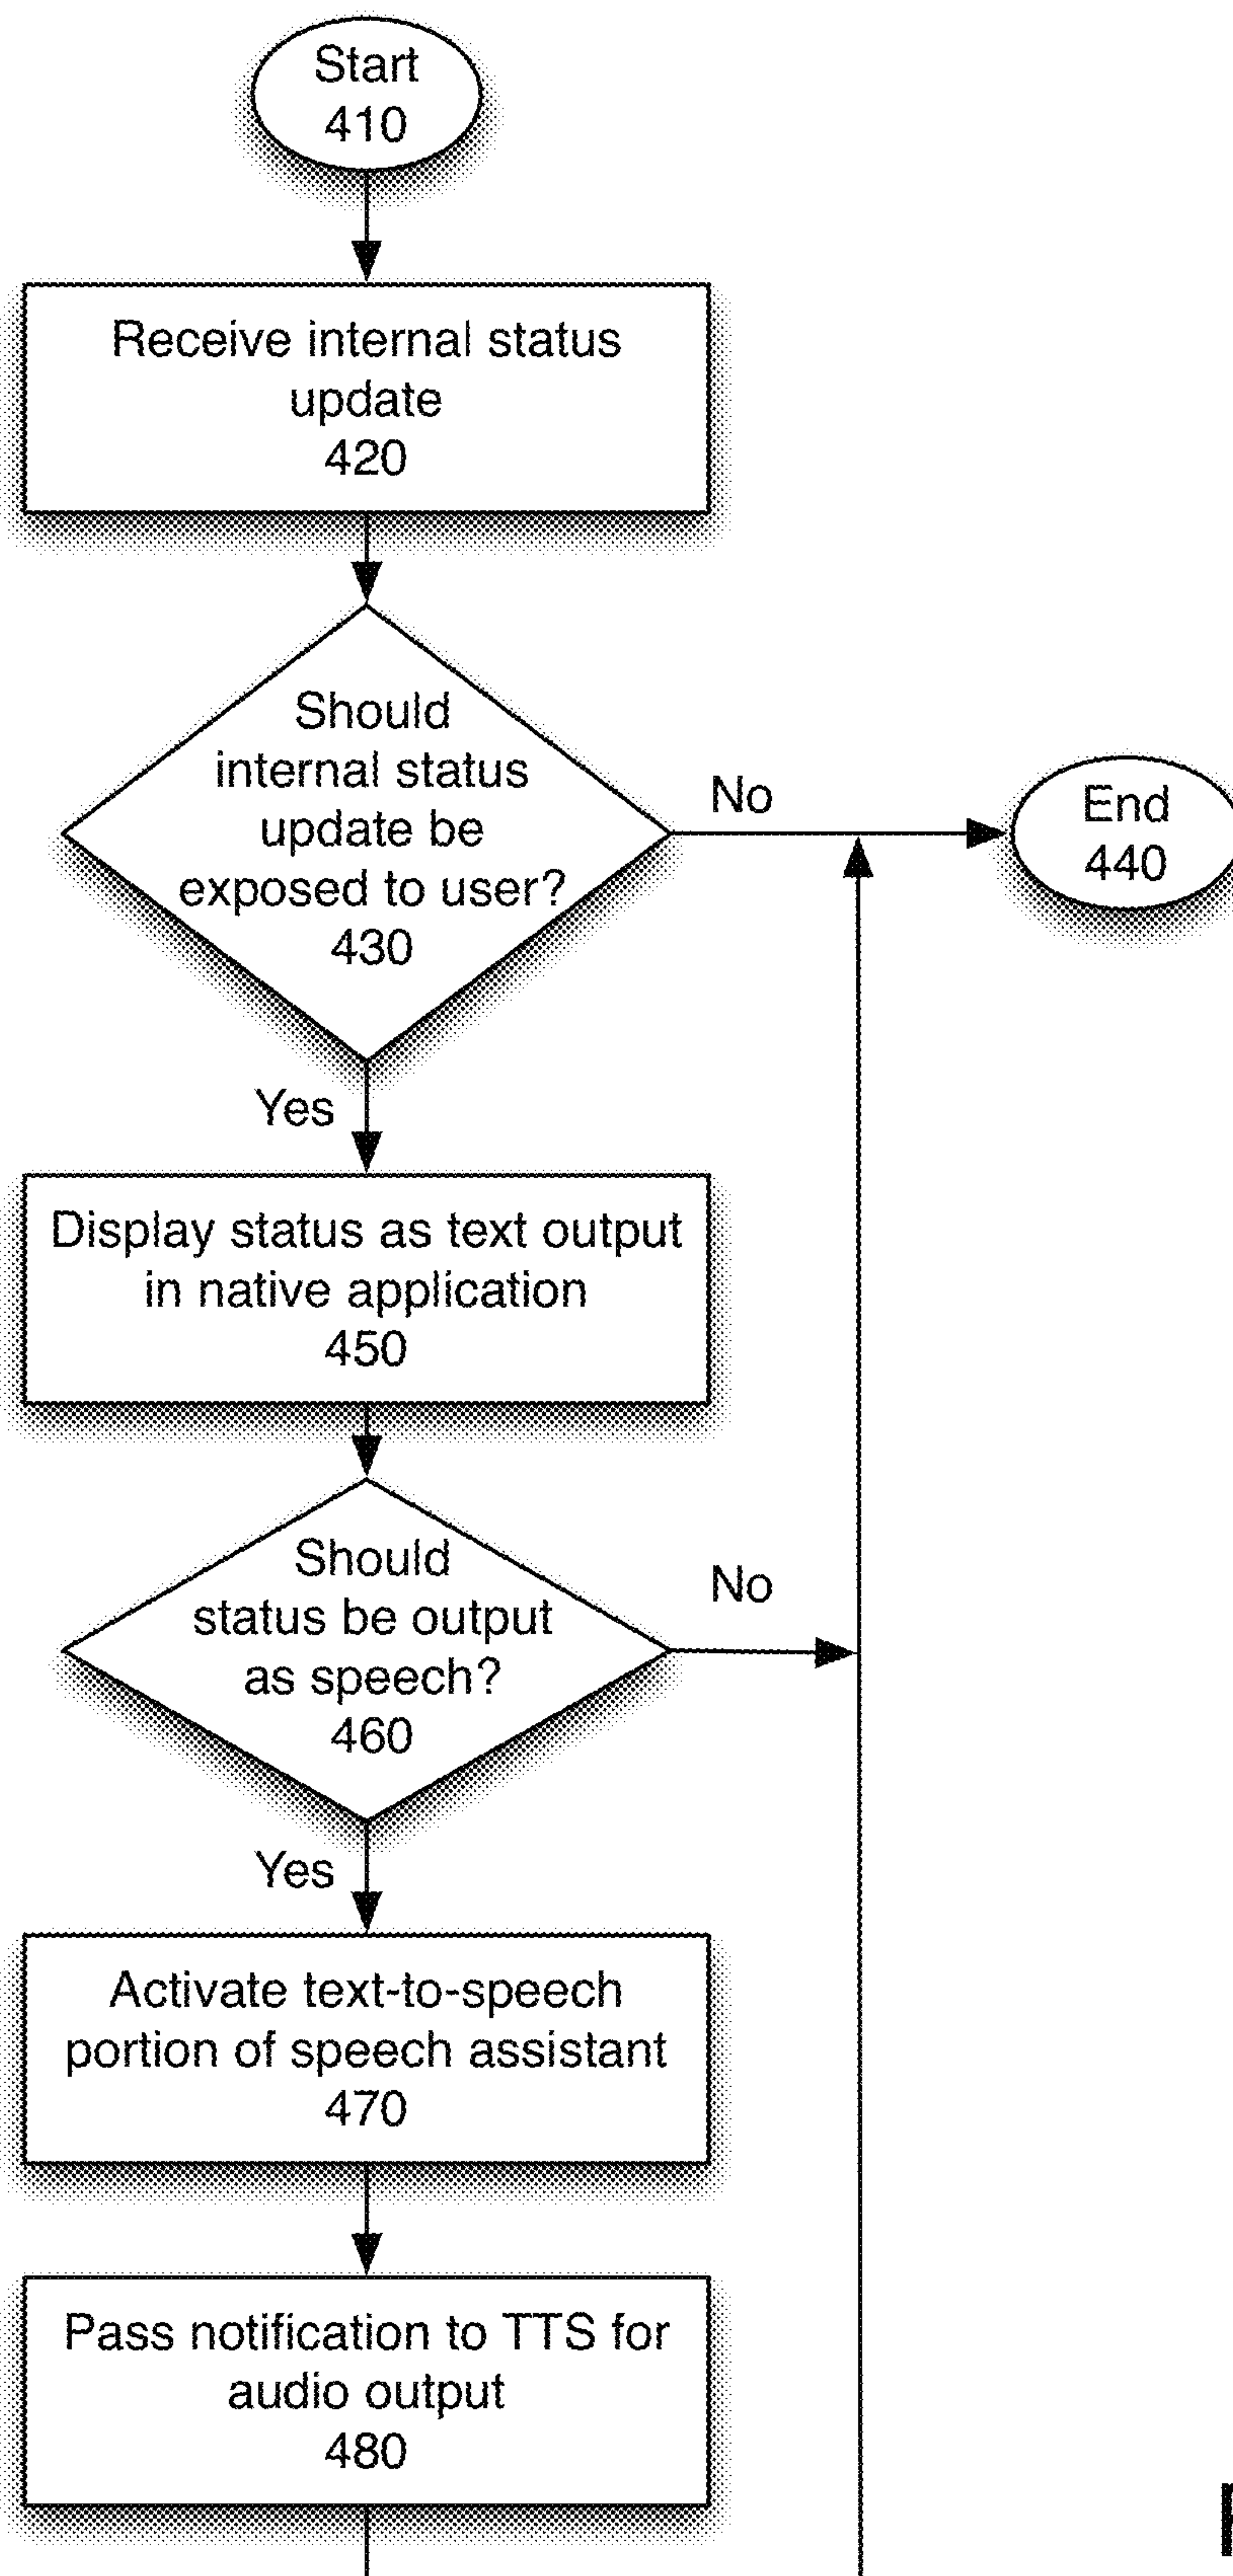 Start
410
Receive internal status
update
420
Should
internal status
update be
exposed to user?
430
No
End
440
Yes
Display status as text output
in native application
450
Should
status be output
as speech?
460
No
Yes
Activate text-to-speech
portion of speech assistant
470
Pass notification to TTS for
audio output
480